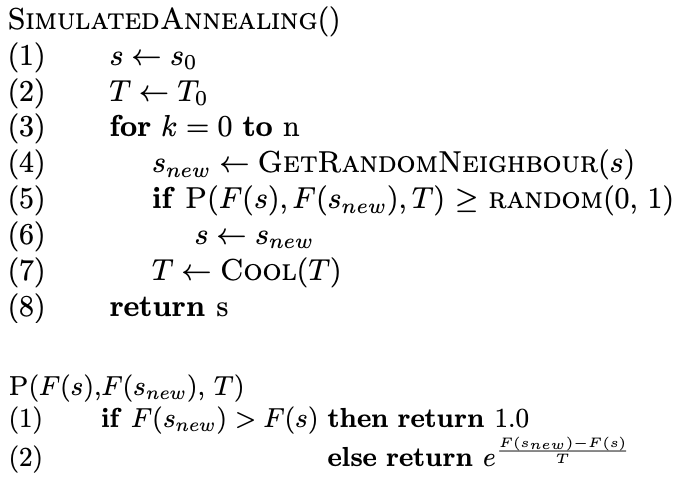 SIMULATEDANNEALING()
(1) s ← s₀
(2) T ← T₀
(3) for k = 0 to n
(4) sₙₑw ← GETRANDOMNEIGHBOUR(s)
(5) if P(F(s), F(sₙₑw), T) ≥ RANDOM(0, 1)
(6) s ← sₙₑw
(7) T ← COOL(T)
(8) return s
P(F(s),F(sₙₑw), T)
(1) if F(sₙₑw) > F(s) then return 1.0
(2) else return e^((F(sₙₑw)−F(s))/T)